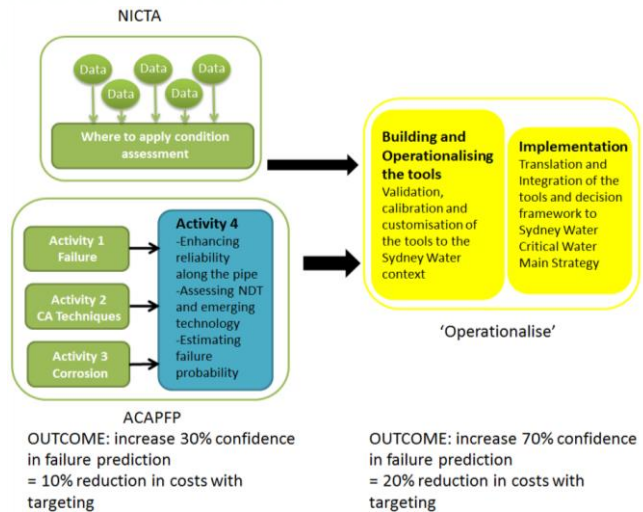 NICTA
Data
Data
Data
Data
Data
Where to apply condition
assessment
Activity 1
Failure
Activity 2
CA Techniques
Activity 3
Corrosion
Activity 4
-Enhancing
reliability
along the pipe
-Assessing NDT
and emerging
technology
-Estimating
failure
probability
ACAPFP
OUTCOME: increase 30% confidence
in failure prediction
= 10% reduction in costs with
targeting
Building and
Operationalising
the tools
Validation,
calibration and
customisation of
the tools to the
Sydney Water
context
Implementation
Translation and
Integration of the
tools and decision
framework to
Sydney Water
Critical Water
Main Strategy
'Operationalise'
OUTCOME: increase 70% confidence
in failure prediction
= 20% reduction in costs with
targeting